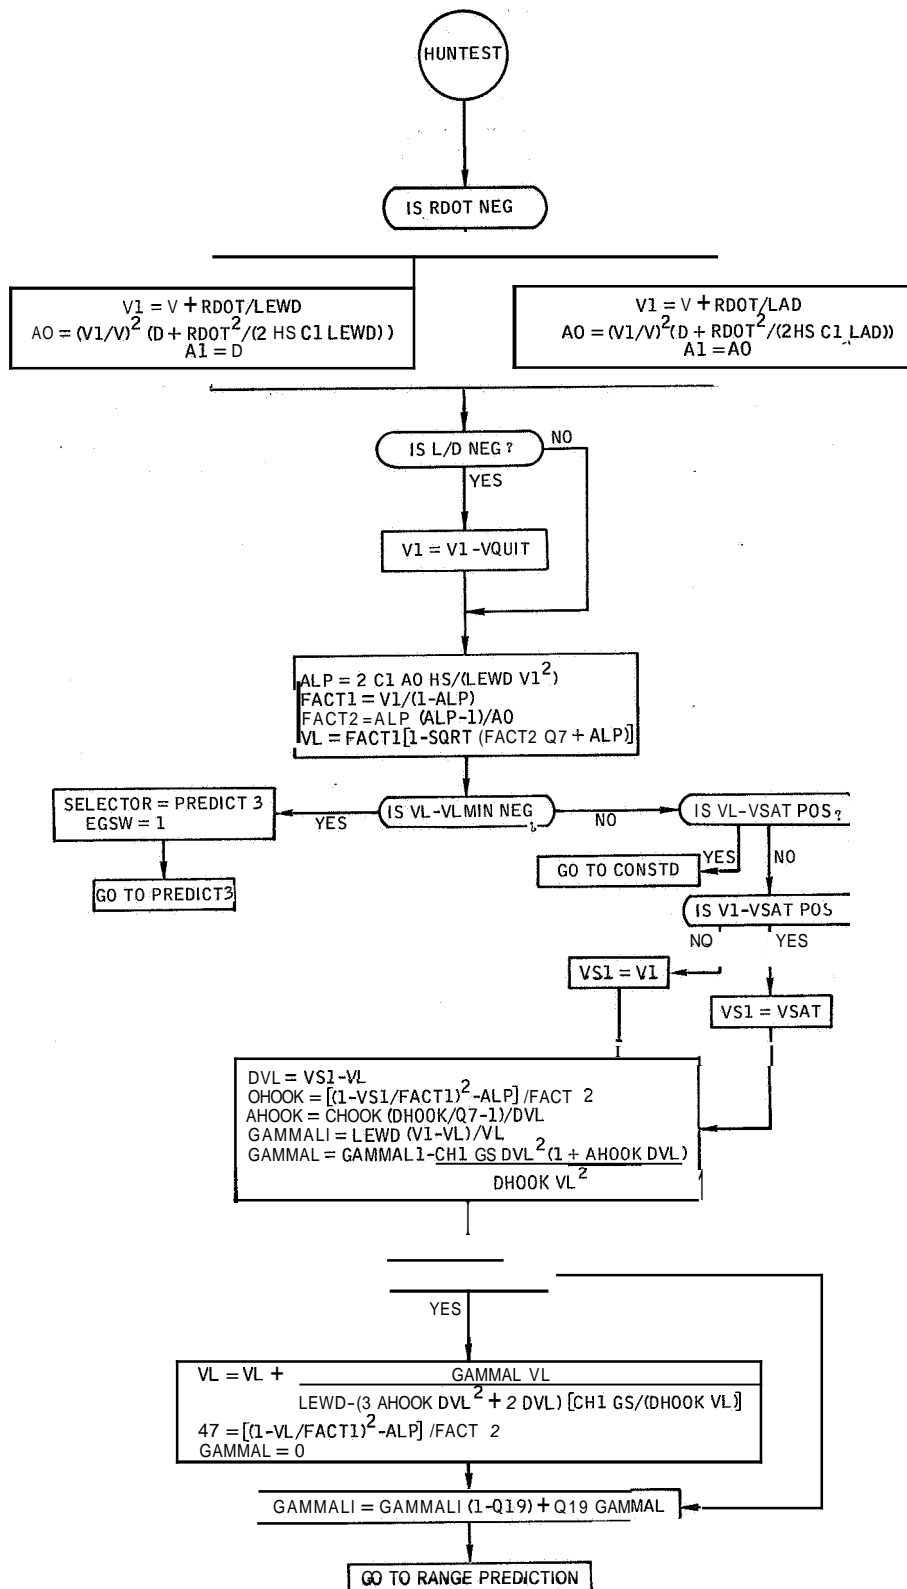 HUNTEST
IS RDOT NEG
V1 = V + RDOT/LEWD
A0 = (V1/V)² (D + RDOT²/(2 HS C1 LEWD))
A1 = D
V1 = V + RDOT/LAD
A0 = (V1/V)² (D + RDOT²/(2HS C1 LAD))
A1 = A0
IS L/D NEG?
NO
YES
V1 = V1-VQUIT
ALP = 2 C1 A0 HS/(LEWD V1²)
FACT1 = V1/(1-ALP)
FACT2 = ALP (ALP-1)/A0
VL = FACT1 [1-SQRT (FACT2 Q7 + ALP)]
SELECTOR = PREDICT 3
EGSW = 1
YES
IS VL-VLMIN NEG?
NO
IS VL-VSAT POS?
GO TO PREDICT3
GO TO CONSTD
YES
NO
IS V1-VSAT POS
NO
YES
VS1 = V1
VS1 = VSAT
DVL = VS1-VL
OHOOK = [(1-VS1/FACT1)²-ALP] /FACT 2
AHOOK = CHOOK (DHOOK/Q7-1)/DVL
GAMMALI = LEWD (V1-VL)/VL
GAMMAL = GAMMAL1-CH1 GS DVL² (1 + AHOOK DVL)
DHOOK VL²
YES
VL = VL + GAMMAL VL
LEWD-(3 AHOOK DVL² + 2 DVL) [CH1 GS/(DHOOK VL)]
47 = [(1-VL/FACT1)²-ALP] /FACT 2
GAMMAL = 0
GAMMALI = GAMMALI (1-Q19) + Q19 GAMMAL
GO TO RANGE PREDICTION